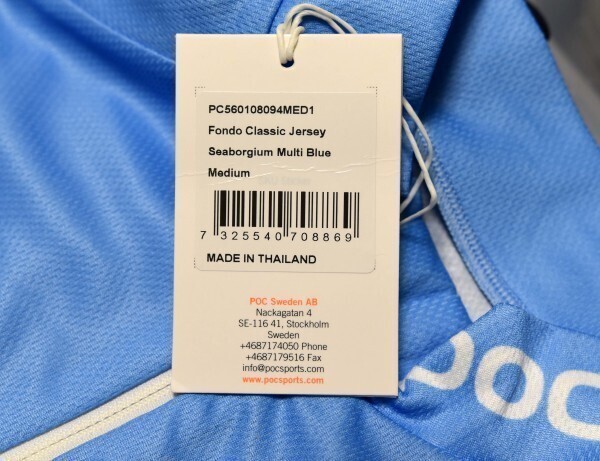 PC560108094MED1
Fondo Classic Jersey
Seaborgium Multi Blue
Medium
7 325540 708869
MADE IN THAILAND
POC Sweden AB
Nackagatan 4
SE-116 41, Stockholm
Sweden
+4687174050 Phone
+4687179516 Fax
info@pocsports.com
www.pocsports.com
POC